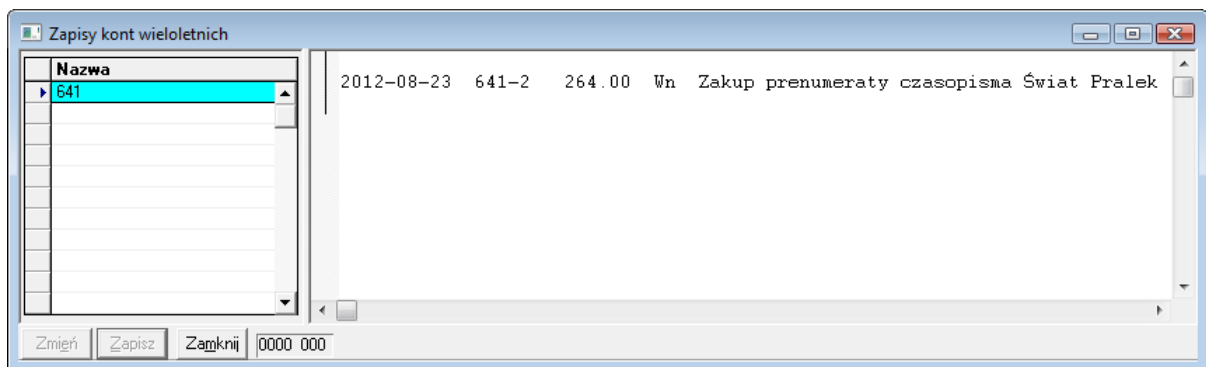 Zapisy kont wieloletnich
Nazwa
641
2012-08-23 641-2 264.00 Wn Zakup prenumeraty czasopisma Świat Pralek
Zmień Zapisz Zamknij 0000 000